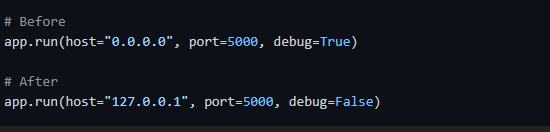 # Before
app.run(host="0.0.0.0", port=5000, debug=True)
# After
app.run(host="127.0.0.1", port=5000, debug=False)